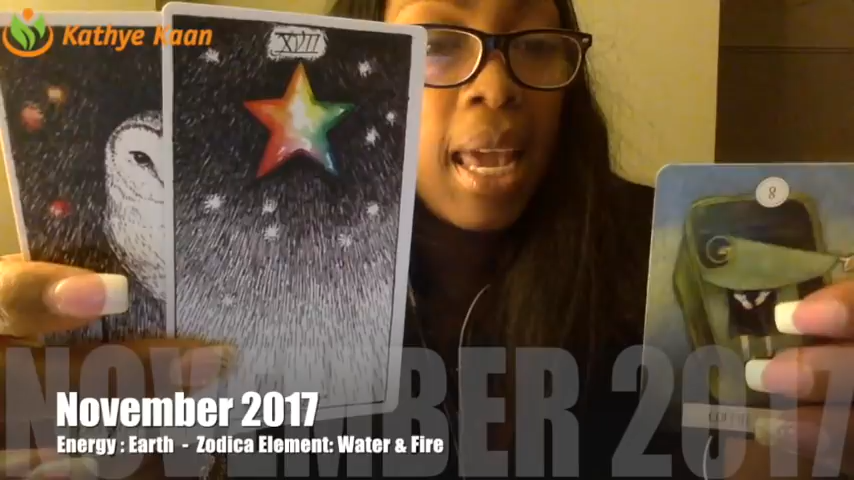 Kathye Kaan
XVII
8
NOVEMBER 2017
November 2017
Energy : Earth - Zodica Element: Water & Fire